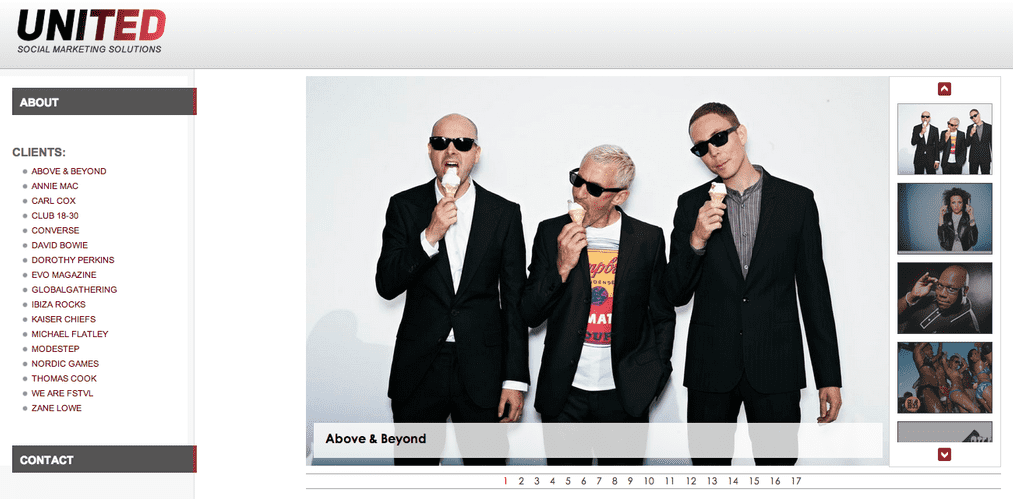 UNITED
SOCIAL MARKETING SOLUTIONS
ABOUT
CLIENTS:
ABOVE & BEYOND
ANNIE MAC
CARL COX
CLUB 18-30
CONVERSE
DAVID BOWIE
DOROTHY PERKINS
EVO MAGAZINE
GLOBALGATHERING
IBIZA ROCKS
KAISER CHIEFS
MICHAEL FLATLEY
MODESTEP
NORDIC GAMES
THOMAS COOK
WE ARE FSTVL
ZANE LOWE
CONTACT
Above & Beyond
1 2 3 4 5 6 7 8 9 10 11 12 13 14 15 16 17